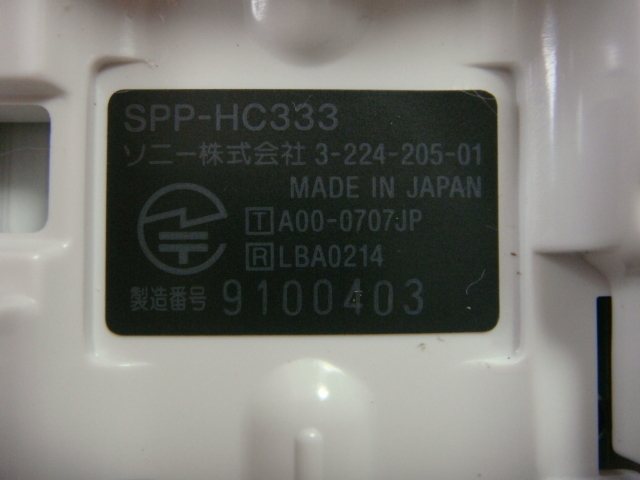 SPP-HC333
ソニー株式会社 3-224-205-01
MADE IN JAPAN
T A00-0707JP
R LBA0214
製造番号 9100403